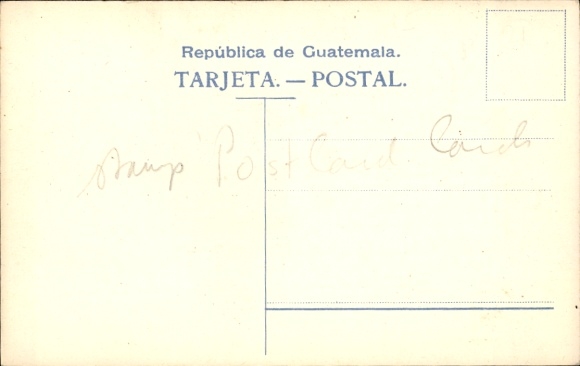 República de Guatemala.
TARJETA. — POSTAL.
Stamp Post Card Cards